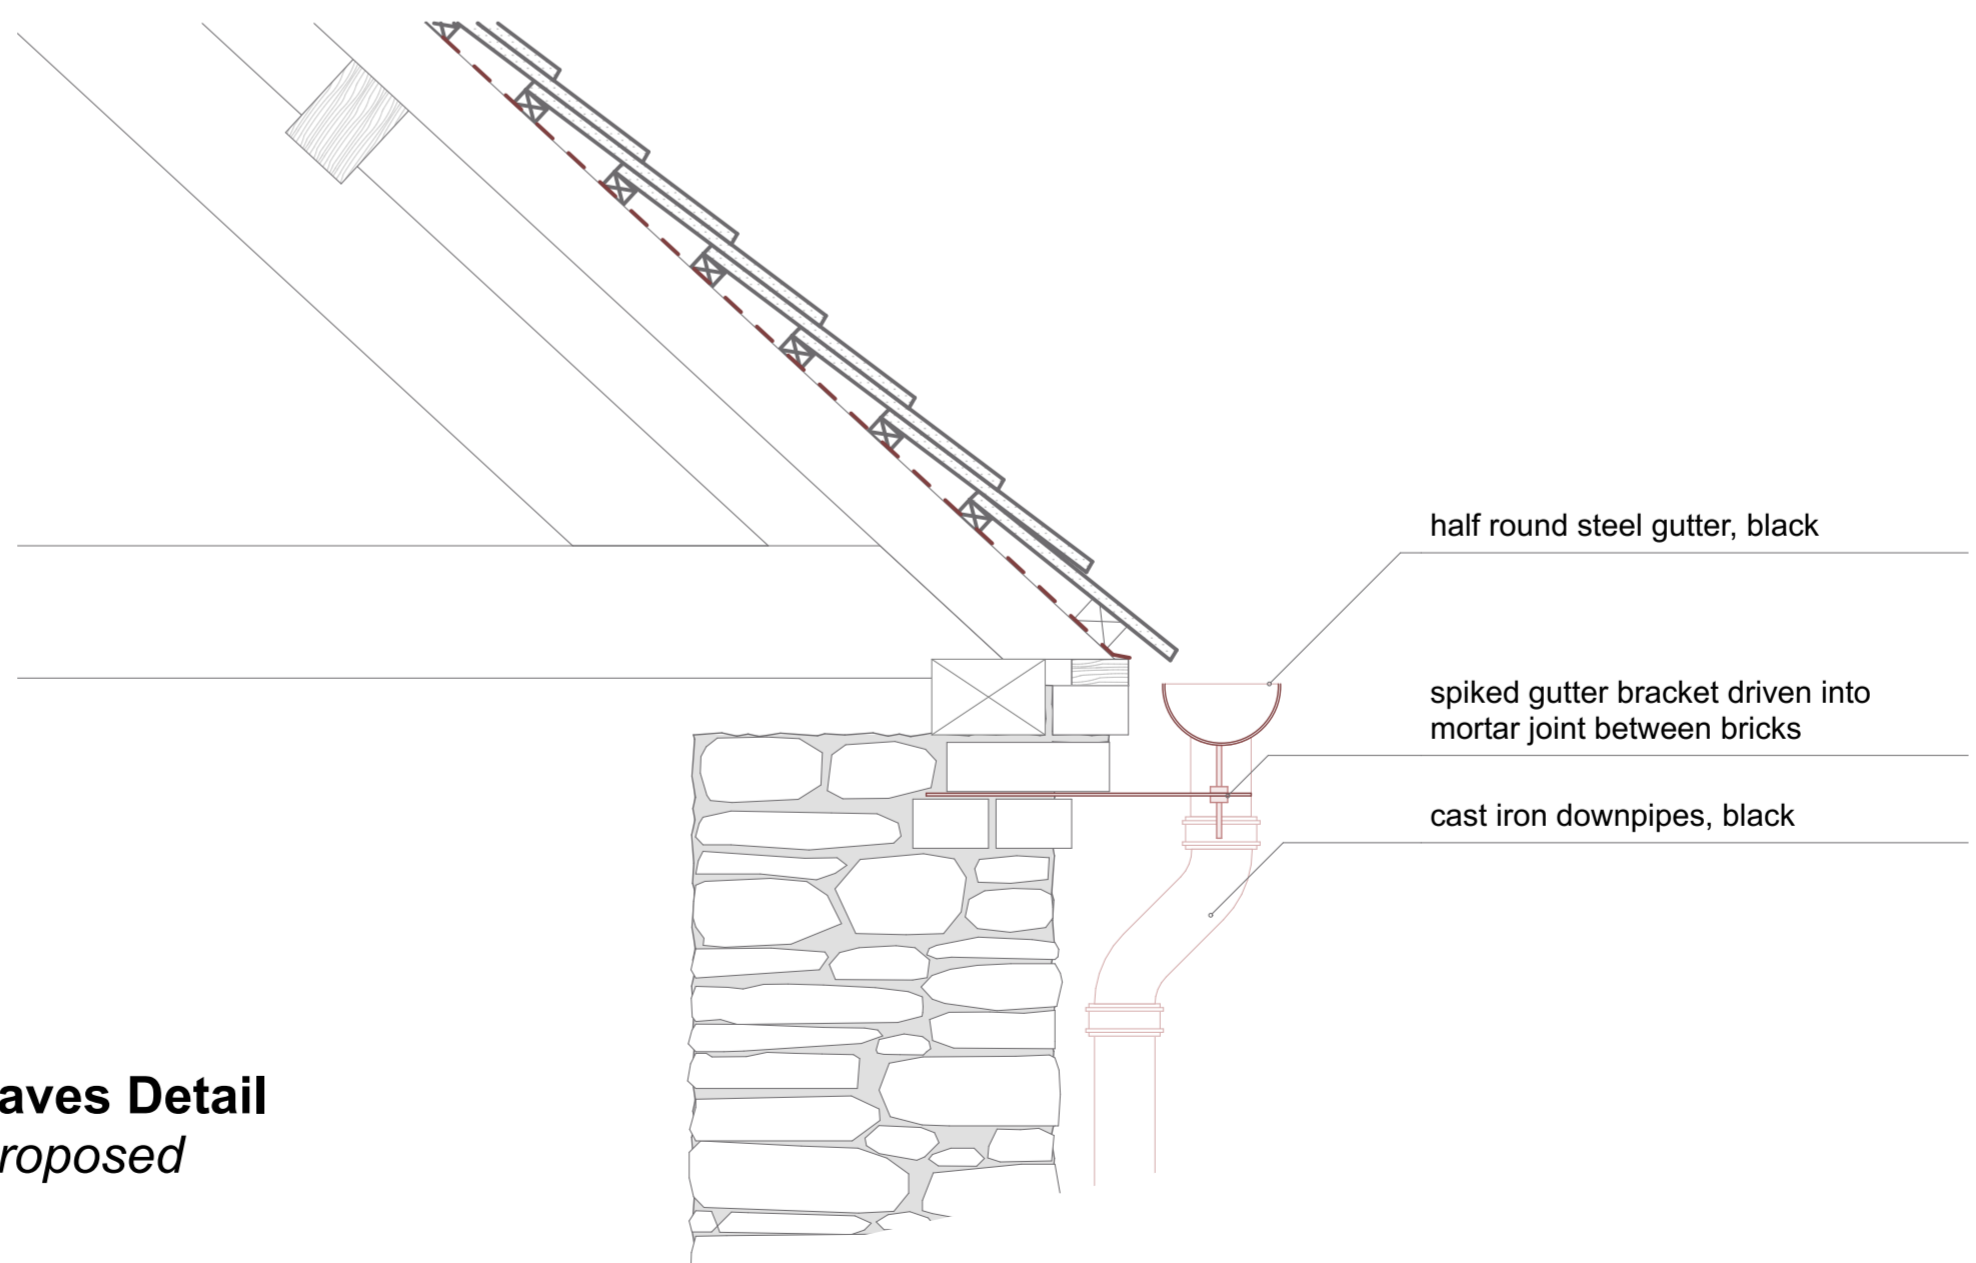 half round steel gutter, black
spiked gutter bracket driven into
mortar joint between bricks
cast iron downpipes, black
aves Detail
roposed